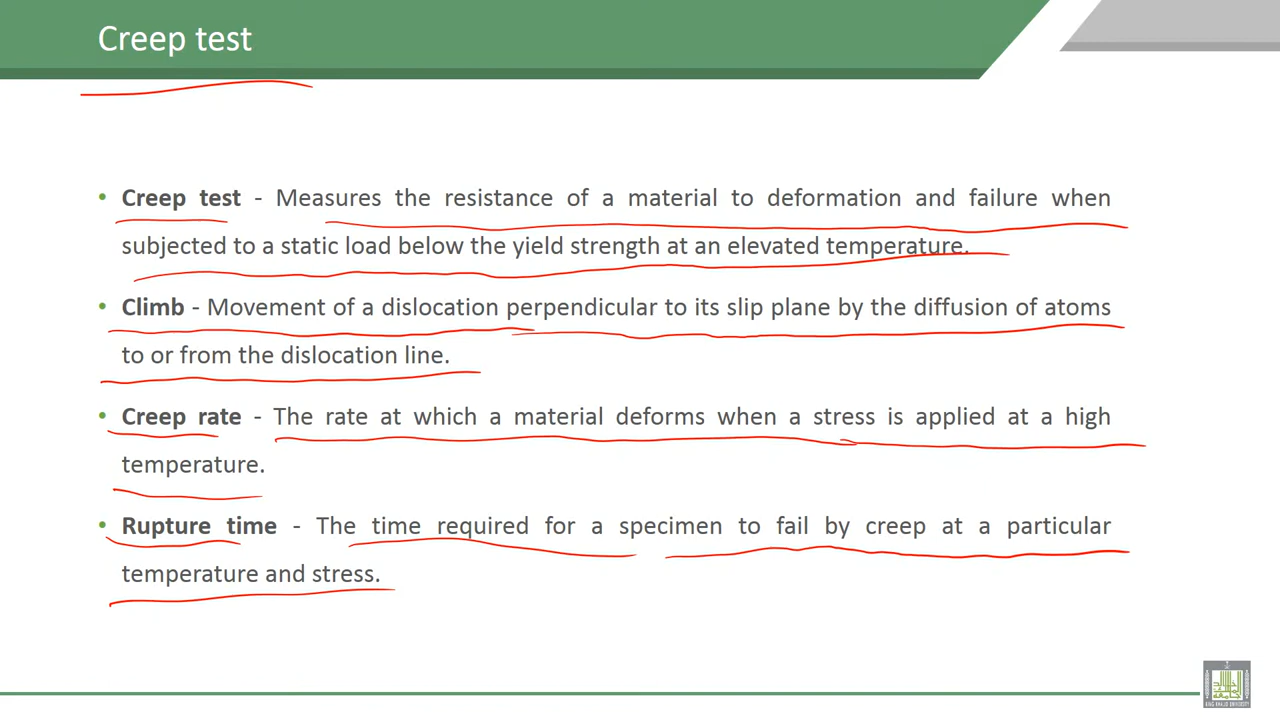 Creep test
• Creep test - Measures the resistance of a material to deformation and failure when
subjected to a static load below the yield strength at an elevated temperature.
• Climb - Movement of a dislocation perpendicular to its slip plane by the diffusion of atoms
to or from the dislocation line.
• Creep rate - The rate at which a material deforms when a stress is applied at a high
temperature.
• Rupture time - The time required for a specimen to fail by creep at a particular
temperature and stress.
KING KHALID UNIVERSITY